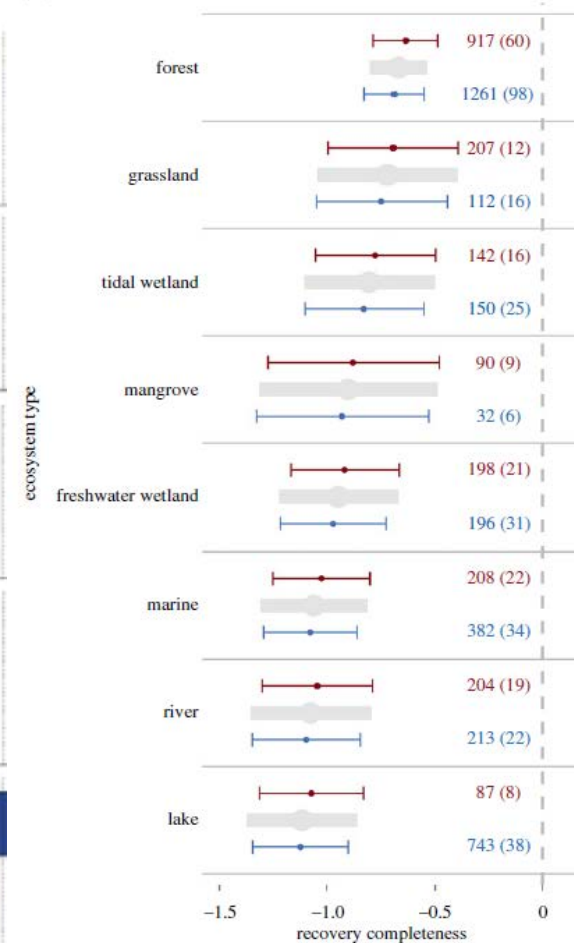 917 (60)
forest
1261 (98)
207 (12)
grassland
112 (16)
142 (16)
tidal wetland
150 (25)
90 (9)
mangrove
32 (6)
ecosystem type
198 (21)
freshwater wetland
196 (31)
208 (22)
marine
382 (34)
204 (19)
river
213 (22)
87 (8)
lake
743 (38)
−1.5 −1.0 −0.5 0
recovery completeness